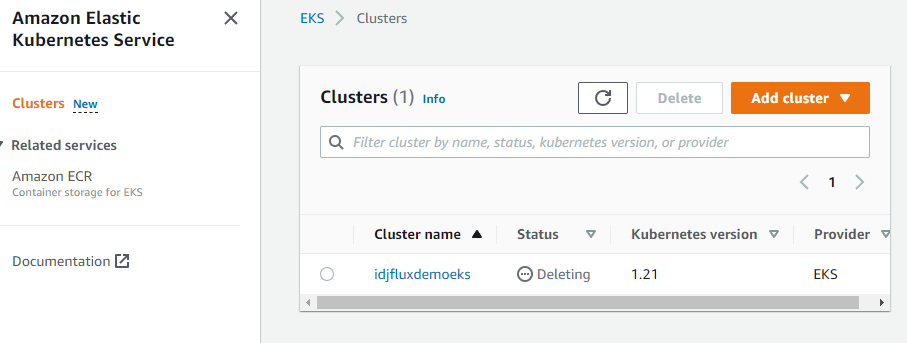 Amazon Elastic
Kubernetes Service
Clusters New
Related services
Amazon ECR
Container storage for EKS
Documentation
EKS Clusters
Clusters (1) Info
Delete
Add cluster
Filter cluster by name, status, kubernetes version, or provider
1
Cluster name Status Kubernetes version Provider
idjfluxdemoeks Deleting 1.21 EKS